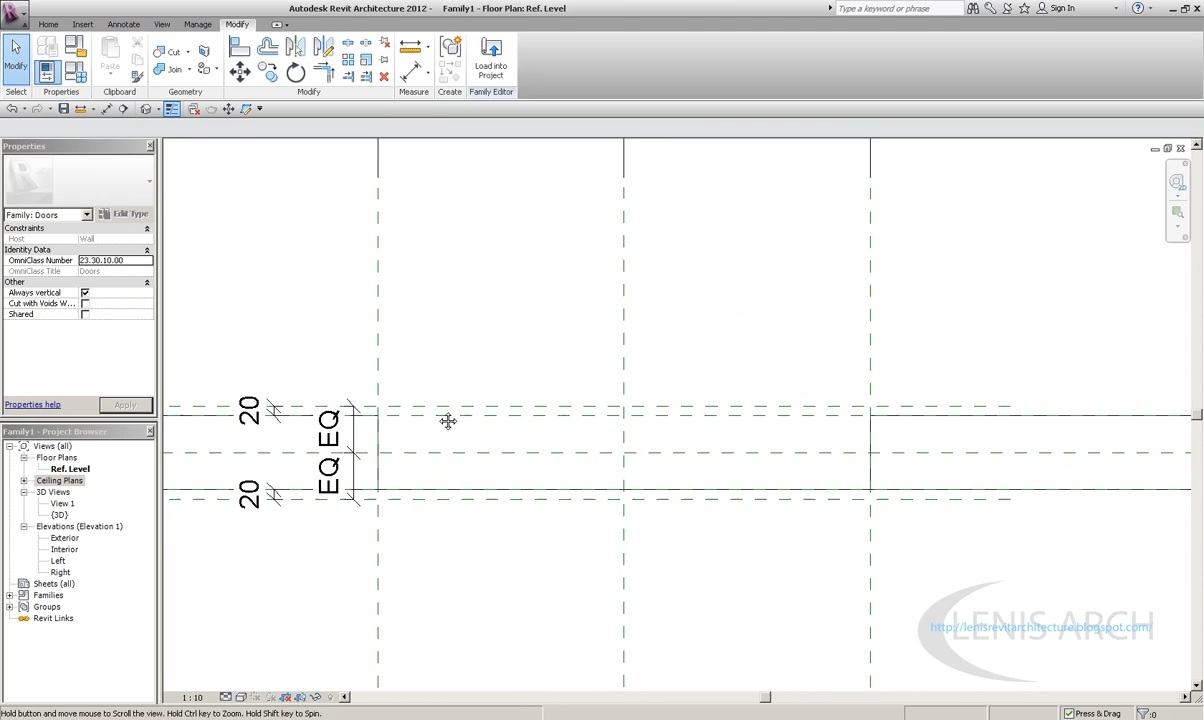 Autodesk Revit Architecture 2012 - Family1 - Floor Plan: Ref. Level
Type a keyword or phrase
Sign In
Home Insert Annotate View Manage Modify
Modify
Paste
Cut
Join
Load into
Project
Select Properties Clipboard Geometry Modify Measure Create Family Editor
Properties
Family: Doors
Edit Type
Constraints
Host Wall
Identity Data
OmniClass Number 23.30.10.00
OmniClass Title Doors
Other
Always vertical
Cut with Voids W...
Shared
Properties help
Apply
Family1 - Project Browser
Views (all)
Floor Plans
Ref. Level
Ceiling Plans
3D Views
View 1
{3D}
Elevations (Elevation 1)
Exterior
Interior
Left
Right
Sheets (all)
Families
Groups
Revit Links
20
EQ
EQ
20
LENIS ARCH
http://lenisrevitarchitecture.blogspot.com/
1 : 10
Hold button and move mouse to Scroll the view. Hold Ctrl key to Zoom. Hold Shift key to Spin.
Press & Drag
:0